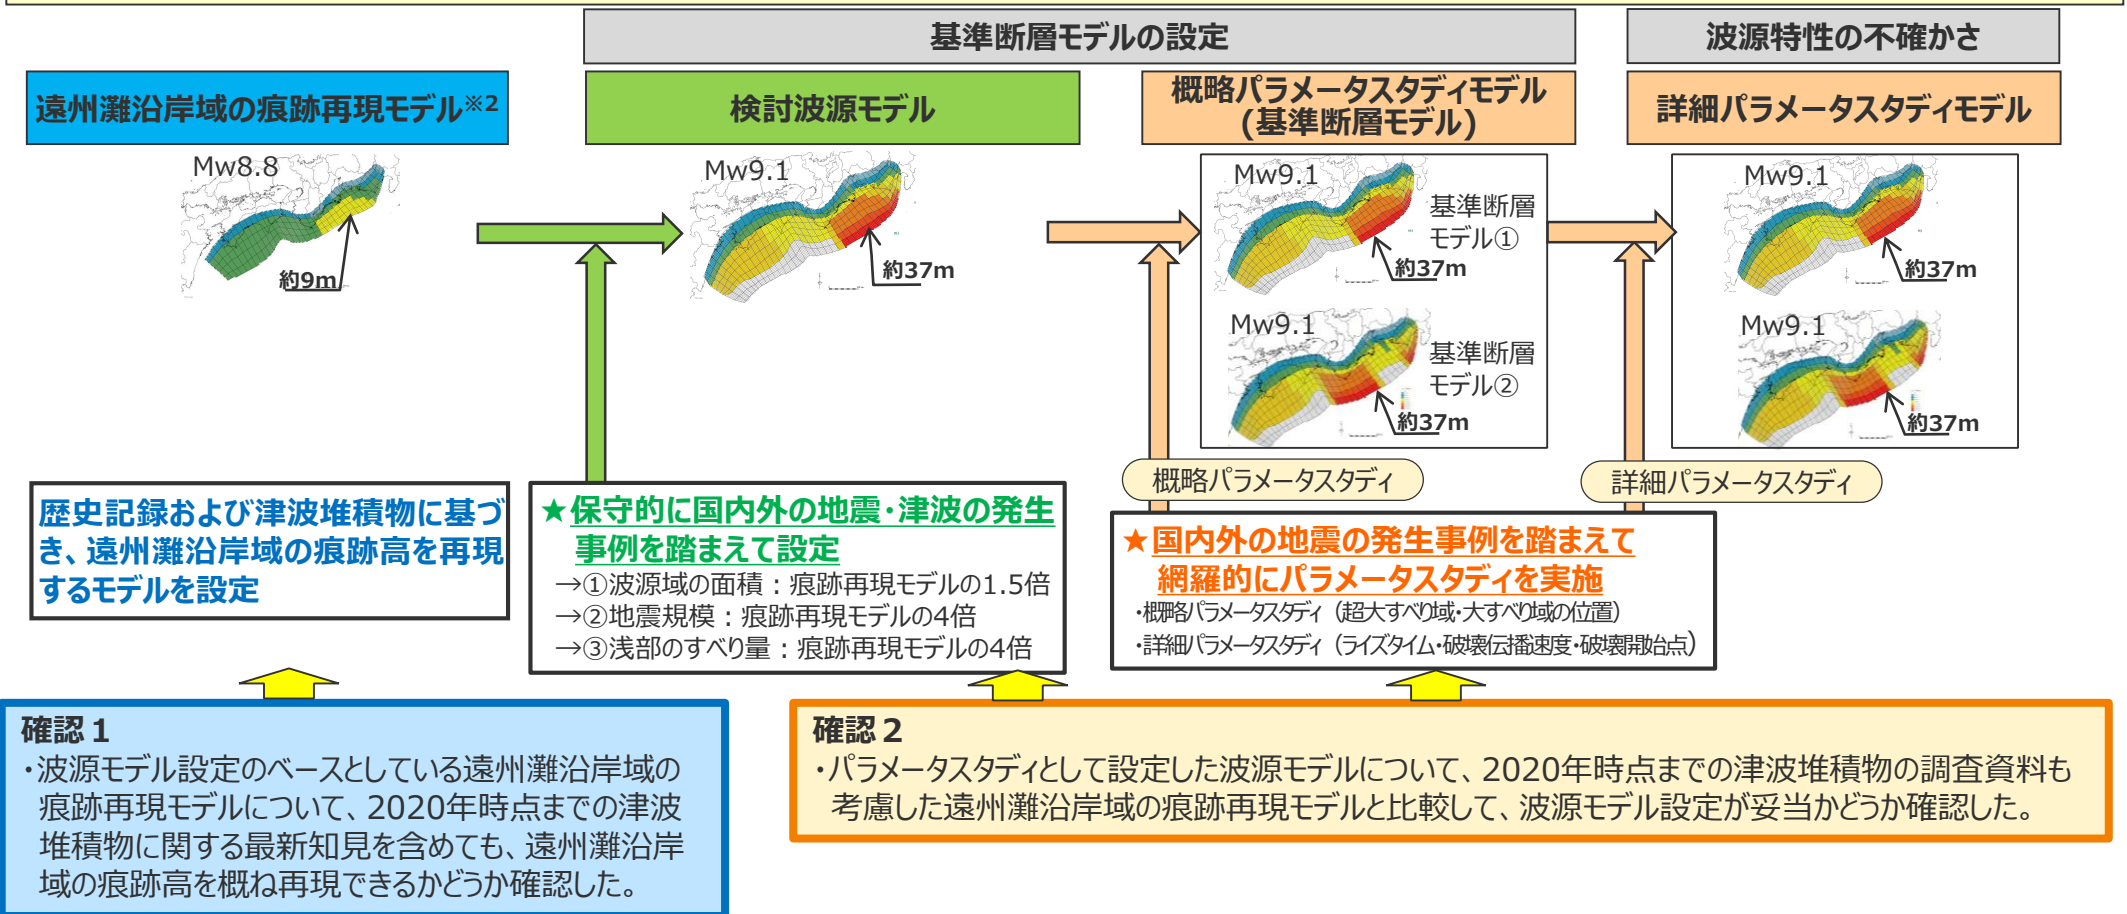 基準断層モデルの設定
波源特性の不確かさ
遠州灘沿岸域の痕跡再現モデル※2
検討波源モデル
概略パラメータスタディモデル
(基準断層モデル)
詳細パラメータスタディモデル
Mw8.8
約9m
Mw9.1
約37m
Mw9.1
基準断層
モデル①
約37m
Mw9.1
基準断層
モデル②
約37m
Mw9.1
約37m
Mw9.1
約37m
概略パラメータスタディ
詳細パラメータスタディ
歴史記録および津波堆積物に基づ
き、遠州灘沿岸域の痕跡高を再現
するモデルを設定
★保守的に国内外の地震・津波の発生
事例を踏まえて設定
→①波源域の面積：痕跡再現モデルの1.5倍
→②地震規模：痕跡再現モデルの4倍
→③浅部のすべり量：痕跡再現モデルの4倍
★国内外の地震の発生事例を踏まえて
網羅的にパラメータスタディを実施
・概略パラメータスタディ（超大すべり域・大すべり域の位置）
・詳細パラメータスタディ（ライズタイム・破壊伝播速度・破壊開始点）
確認１
・波源モデル設定のベースとしている遠州灘沿岸域の
痕跡再現モデルについて、2020年時点までの津波
堆積物に関する最新知見を含めても、遠州灘沿岸
域の痕跡高を概ね再現できるかどうか確認した。
確認２
・パラメータスタディとして設定した波源モデルについて、2020年時点までの津波堆積物の調査資料も
考慮した遠州灘沿岸域の痕跡再現モデルと比較して、波源モデル設定が妥当かどうか確認した。